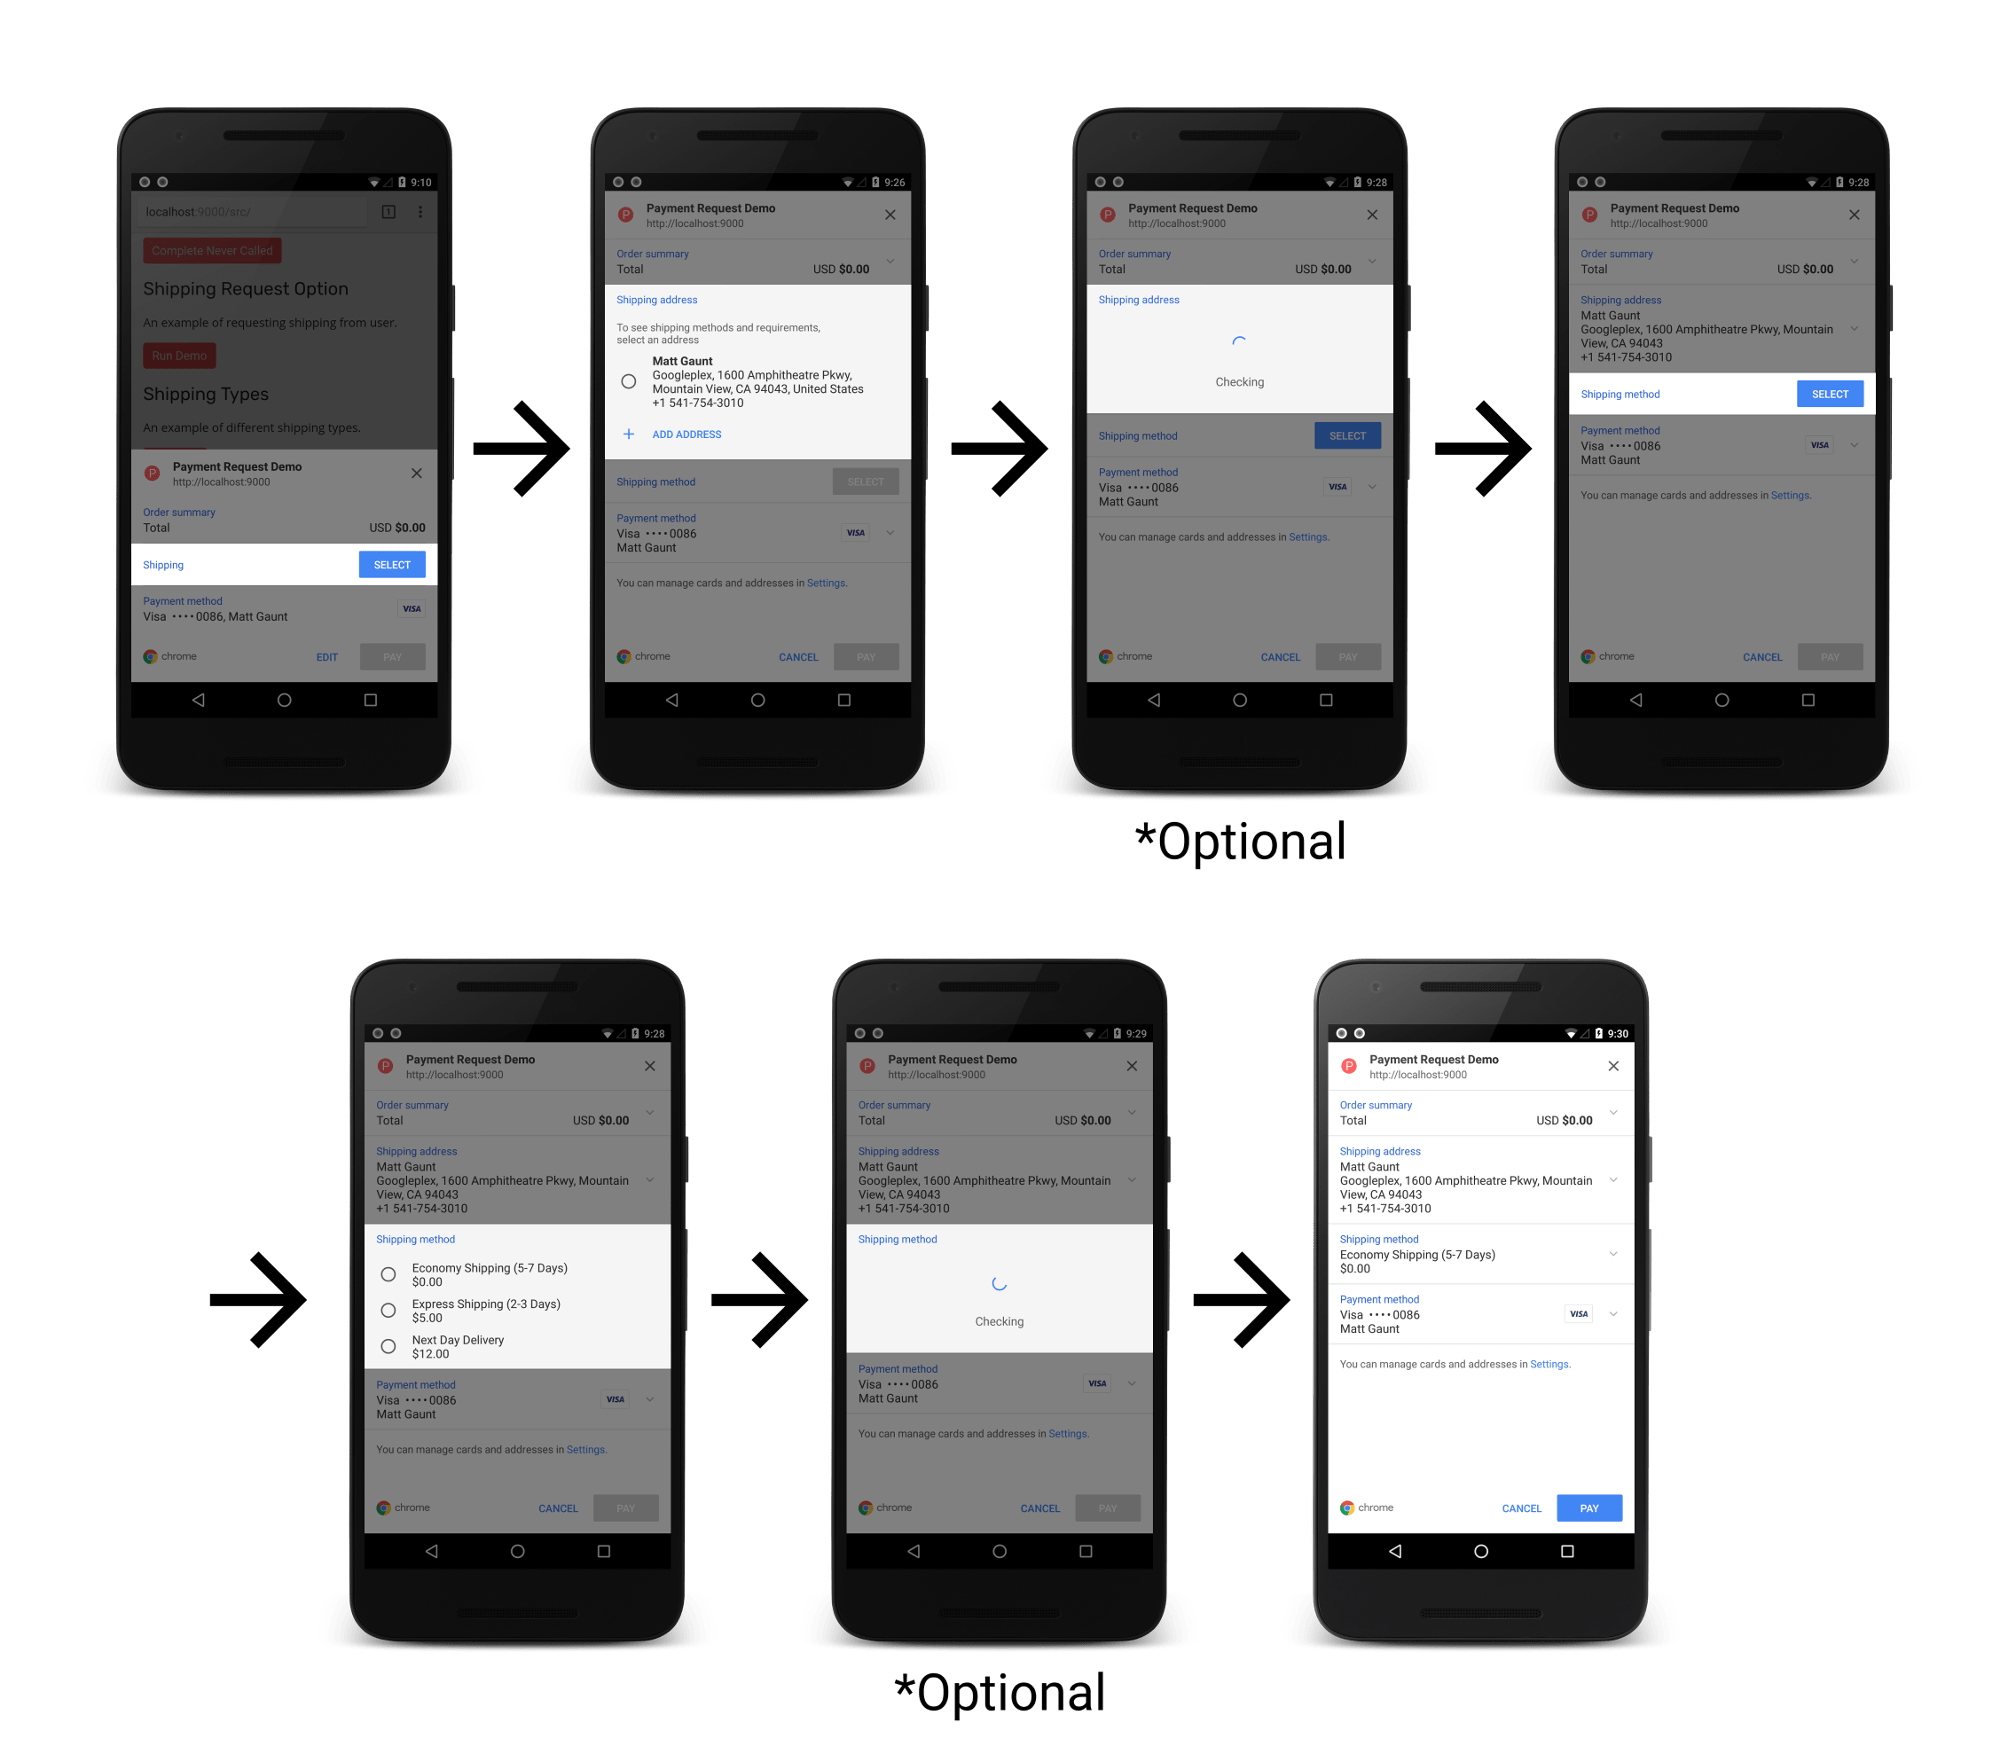 9:10
localhost:9000/src/
1
Complete Never Called
Shipping Request Option
An example of requesting shipping from user.
Run Demo
Shipping Types
An example of different shipping types.
P
Payment Request Demo
http://localhost:9000
Order summary
Total USD $0.00
Shipping SELECT
Payment method
Visa ····0086, Matt Gaunt VISA
chrome EDIT PAY
9:26
P
Payment Request Demo
http://localhost:9000
Order summary
Total USD $0.00
Shipping address
To see shipping methods and requirements,
select an address
Matt Gaunt
Googleplex, 1600 Amphitheatre Pkwy,
Mountain View, CA 94043, United States
+1 541-754-3010
+ ADD ADDRESS
Shipping method SELECT
Payment method
Visa ····0086 VISA
Matt Gaunt
You can manage cards and addresses in Settings.
chrome CANCEL PAY
9:28
P
Payment Request Demo
http://localhost:9000
Order summary
Total USD $0.00
Shipping address
Checking
Shipping method SELECT
Payment method
Visa ····0086 VISA
Matt Gaunt
You can manage cards and addresses in Settings.
chrome CANCEL PAY
*Optional
9:28
P
Payment Request Demo
http://localhost:9000
Order summary
Total USD $0.00
Shipping address
Matt Gaunt
Googleplex, 1600 Amphitheatre Pkwy, Mountain
View, CA 94043
+1 541-754-3010
Shipping method SELECT
Payment method
Visa ····0086 VISA
Matt Gaunt
You can manage cards and addresses in Settings.
chrome CANCEL PAY
9:28
P
Payment Request Demo
http://localhost:9000
Order summary
Total USD $0.00
Shipping address
Matt Gaunt
Googleplex, 1600 Amphitheatre Pkwy, Mountain
View, CA 94043
+1 541-754-3010
Shipping method
Economy Shipping (5-7 Days)
$0.00
Express Shipping (2-3 Days)
$5.00
Next Day Delivery
$12.00
Payment method
Visa ····0086 VISA
Matt Gaunt
You can manage cards and addresses in Settings.
chrome CANCEL PAY
9:29
P
Payment Request Demo
http://localhost:9000
Order summary
Total USD $0.00
Shipping address
Matt Gaunt
Googleplex, 1600 Amphitheatre Pkwy, Mountain
View, CA 94043
+1 541-754-3010
Shipping method
Checking
Payment method
Visa ····0086 VISA
Matt Gaunt
You can manage cards and addresses in Settings.
chrome CANCEL PAY
*Optional
9:30
P
Payment Request Demo
http://localhost:9000
Order summary
Total USD $0.00
Shipping address
Matt Gaunt
Googleplex, 1600 Amphitheatre Pkwy, Mountain
View, CA 94043
+1 541-754-3010
Shipping method
Economy Shipping (5-7 Days)
$0.00
Payment method
Visa ····0086 VISA
Matt Gaunt
You can manage cards and addresses in Settings.
chrome CANCEL PAY